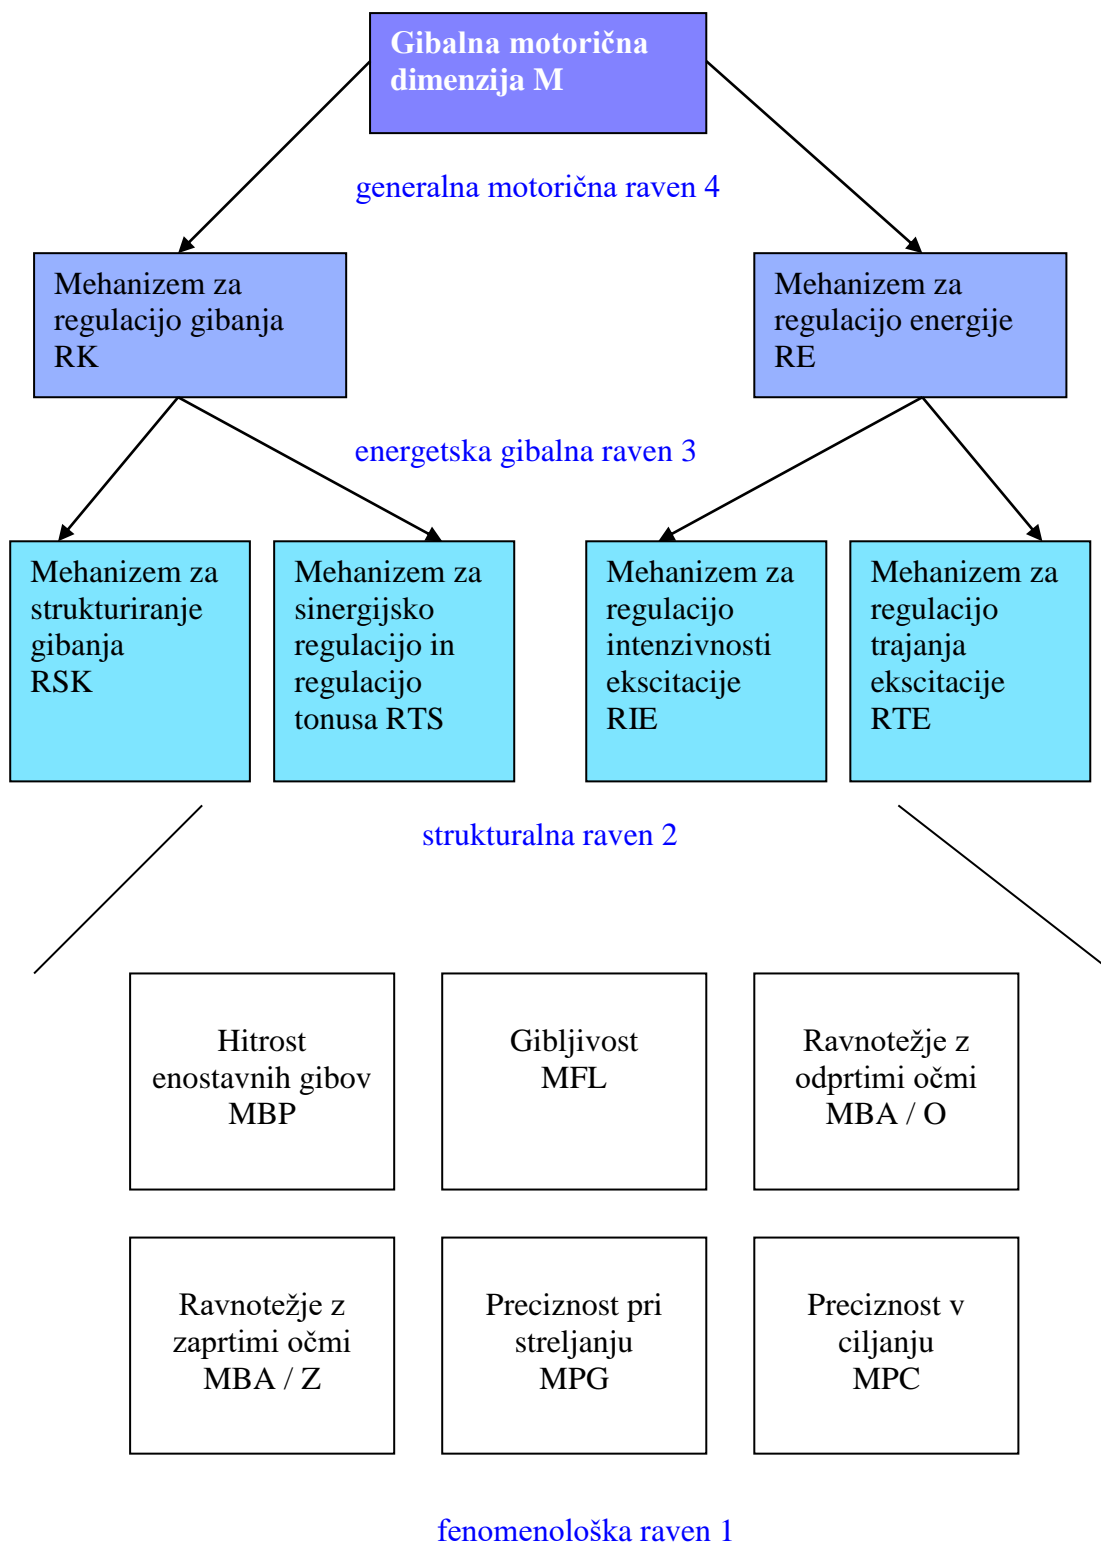 Gibalna motorična
dimenzija M
generalna motorična raven 4
Mehanizem za
regulacijo gibanja
RK
Mehanizem za
regulacijo energije
RE
energetska gibalna raven 3
Mehanizem za
strukturiranje
gibanja
RSK
Mehanizem za
sinergijsko
regulacijo in
regulacijo
tonusa RTS
Mehanizem za
regulacijo
intenzivnosti
ekscitacije
RIE
Mehanizem za
regulacijo
trajanja
ekscitacije
RTE
strukturalna raven 2
Hitrost
enostavnih gibov
MBP
Gibljivost
MFL
Ravnotežje z
odprtimi očmi
MBA / O
Ravnotežje z
zaprtimi očmi
MBA / Z
Preciznost pri
streljanju
MPG
Preciznost v
ciljanju
MPC
fenomenološka raven 1